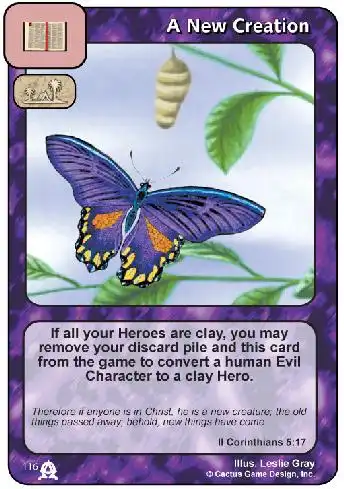 A New Creation
If all your Heroes are clay, you may
remove your discard pile and this card
from the game to convert a human Evil
Character to a clay Hero.
Therefore if anyone is in Christ, he is a new creature; the old
things passed away; behold, new things have come.
II Corinthians 5:17
116
Illus. Leslie Gray
© Cactus Game Design, Inc.